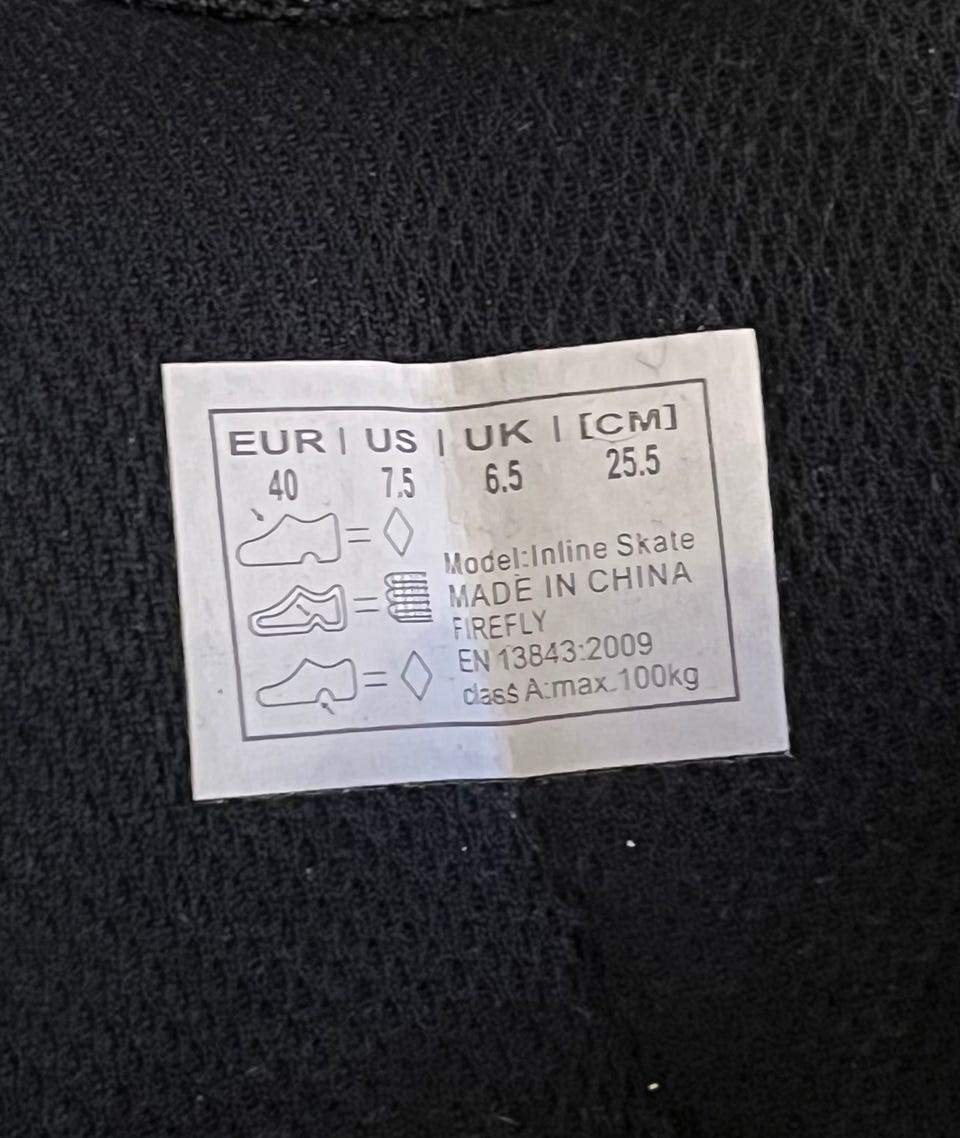 EUR | US | UK | [CM]
40 7.5 6.5 25.5
Model:Inline Skate
MADE IN CHINA
FIREFLY
EN 13843:2009
class A:max.100kg